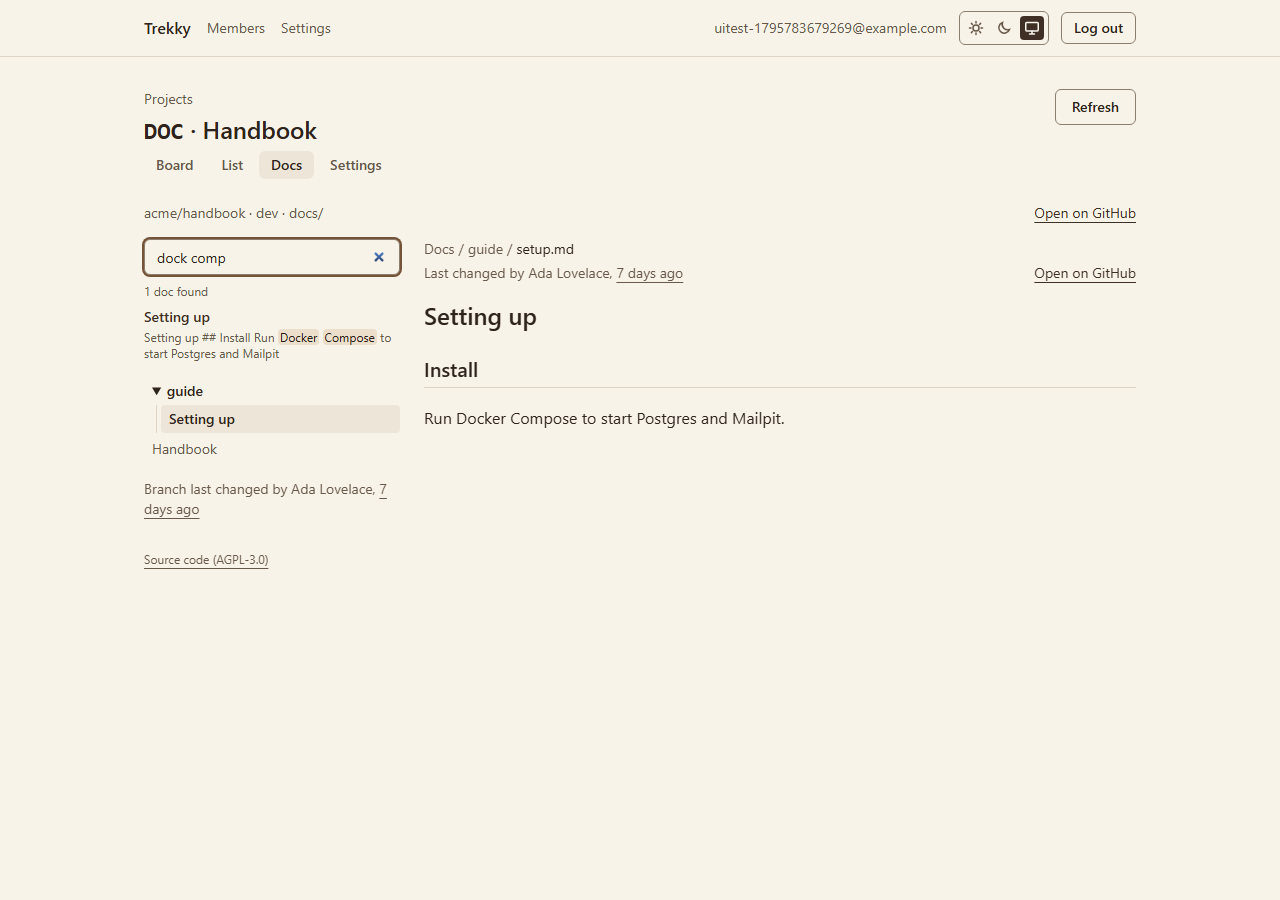 Trekky Members Settings uitest-1795783679269@example.com Log out
Projects
DOC · Handbook
Refresh
Board List Docs Settings
acme/handbook · dev · docs/ Open on GitHub
dock comp
1 doc found
Setting up
Setting up ## Install Run Docker Compose to
start Postgres and Mailpit
guide
Setting up
Handbook
Branch last changed by Ada Lovelace, 7
days ago
Docs / guide / setup.md
Last changed by Ada Lovelace, 7 days ago Open on GitHub
Setting up
Install
Run Docker Compose to start Postgres and Mailpit.
Source code (AGPL-3.0)